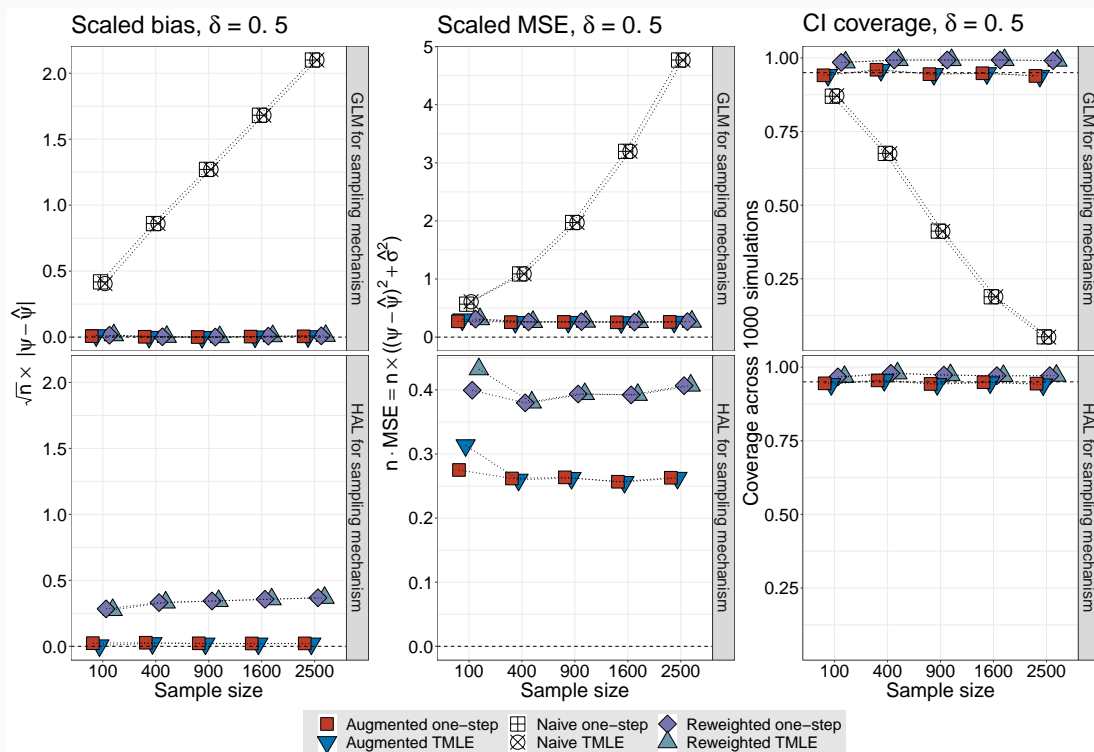 Scaled bias, δ = 0. 5
2.0
1.5
1.0
0.5
0.0
GLM for sampling mechanism
2.0
1.5
1.0
0.5
0.0
HAL for sampling mechanism
√n × |ψ − ψ̂|
100 400 900 1600 2500
Sample size
Scaled MSE, δ = 0. 5
5
4
3
2
1
0
GLM for sampling mechanism
0.4
0.3
0.2
0.1
0.0
HAL for sampling mechanism
n · MSE = n × ((ψ − ψ̂)² + σ̂²)
100 400 900 1600 2500
Sample size
CI coverage, δ = 0. 5
1.00
0.75
0.50
0.25
GLM for sampling mechanism
1.00
0.75
0.50
0.25
HAL for sampling mechanism
Coverage across 1000 simulations
100 400 900 1600 2500
Sample size
Augmented one−step Naive one−step Reweighted one−step
Augmented TMLE Naive TMLE Reweighted TMLE